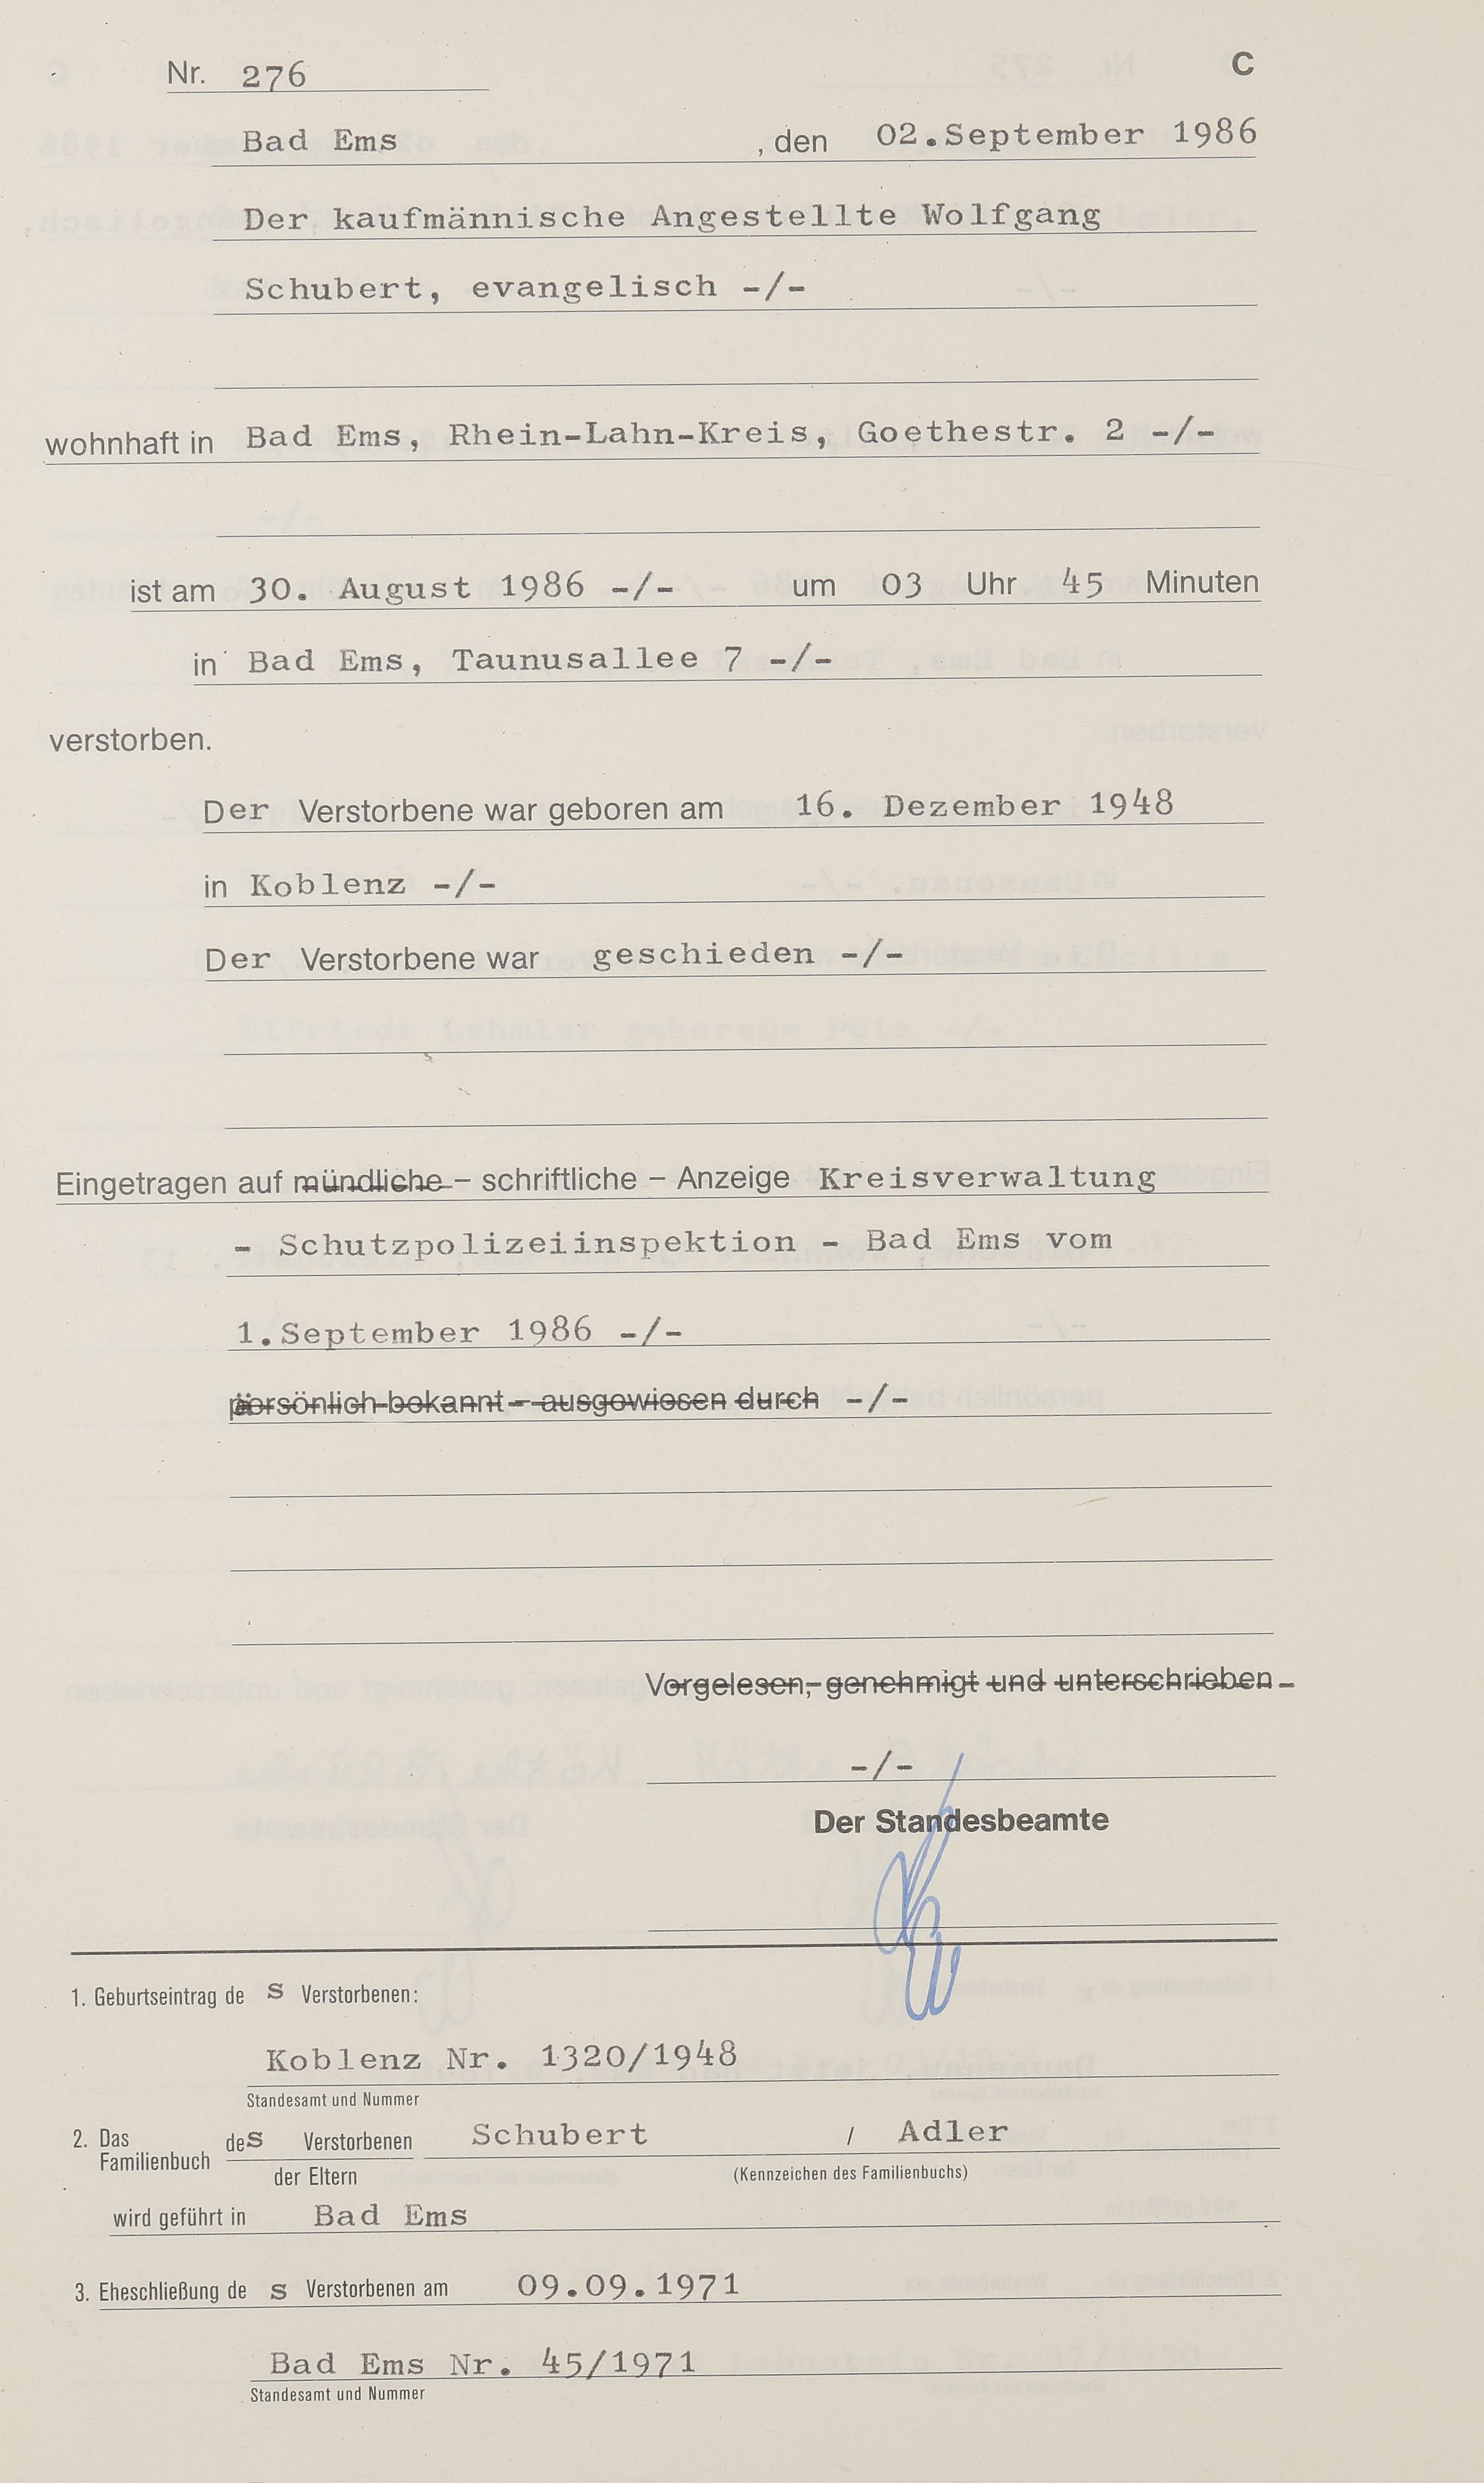 Nr. 276
C
Bad Ems , den 02.September 1986
Der kaufmännische Angestellte Wolfgang
Schubert, evangelisch -/-
wohnhaft in Bad Ems, Rhein-Lahn-Kreis, Goethestr. 2 -/-
ist am 30. August 1986 -/- um 03 Uhr 45 Minuten
in Bad Ems, Taunusallee 7 -/-
verstorben.
Der Verstorbene war geboren am 16. Dezember 1948
in Koblenz -/-
Der Verstorbene war geschieden -/-
Eingetragen auf mündliche – schriftliche – Anzeige Kreisverwaltung
- Schutzpolizeiinspektion - Bad Ems vom
1.September 1986 -/-
persönlich bekannt – ausgewiesen durch -/-
Vorgelesen, genehmigt und unterschrieben
-/-
Der Standesbeamte
1. Geburtseintrag des Verstorbenen:
Koblenz Nr. 1320/1948
Standesamt und Nummer
2. Das Familienbuch des Verstorbenen Schubert / Adler
der Eltern (Kennzeichen des Familienbuchs)
wird geführt in Bad Ems
3. Eheschließung des Verstorbenen am 09.09.1971
Bad Ems Nr. 45/1971
Standesamt und Nummer